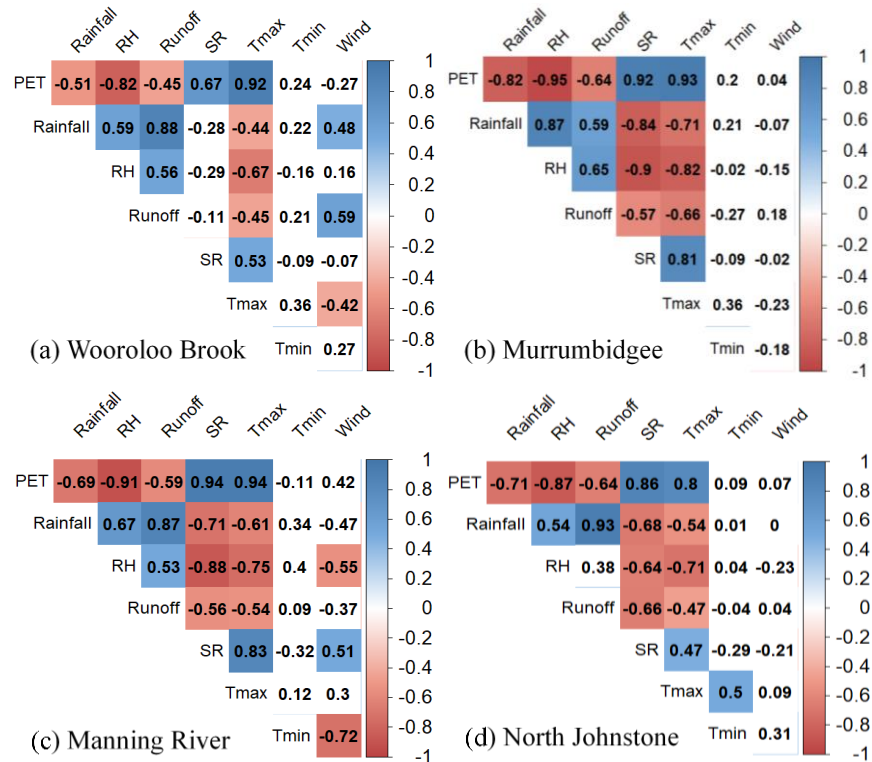 Rainfall RH Runoff SR Tmax Tmin Wind
PET -0.51 -0.82 -0.45 0.67 0.92 0.24 -0.27
Rainfall 0.59 0.88 -0.28 -0.44 0.22 0.48
RH 0.56 -0.29 -0.67 -0.16 0.16
Runoff -0.11 -0.45 0.21 0.59
SR 0.53 -0.09 -0.07
Tmax 0.36 -0.42
Tmin 0.27
1
0.8
0.6
0.4
0.2
0
-0.2
-0.4
-0.6
-0.8
-1
(a) Wooroloo Brook
Rainfall RH Runoff SR Tmax Tmin Wind
PET -0.82 -0.95 -0.64 0.92 0.93 0.2 0.04
Rainfall 0.87 0.59 -0.84 -0.71 0.21 -0.07
RH 0.65 -0.9 -0.82 -0.02 -0.15
Runoff -0.57 -0.66 -0.27 0.18
SR 0.81 -0.09 -0.02
Tmax 0.36 -0.23
Tmin -0.18
1
0.8
0.6
0.4
0.2
0
-0.2
-0.4
-0.6
-0.8
-1
(b) Murrumbidgee
Rainfall RH Runoff SR Tmax Tmin Wind
PET -0.69 -0.91 -0.59 0.94 0.94 -0.11 0.42
Rainfall 0.67 0.87 -0.71 -0.61 0.34 -0.47
RH 0.53 -0.88 -0.75 0.4 -0.55
Runoff -0.56 -0.54 0.09 -0.37
SR 0.83 -0.32 0.51
Tmax 0.12 0.3
Tmin -0.72
1
0.8
0.6
0.4
0.2
0
-0.2
-0.4
-0.6
-0.8
-1
(c) Manning River
Rainfall RH Runoff SR Tmax Tmin Wind
PET -0.71 -0.87 -0.64 0.86 0.8 0.09 0.07
Rainfall 0.54 0.93 -0.68 -0.54 0.01 0
RH 0.38 -0.64 -0.71 0.04 -0.23
Runoff -0.66 -0.47 -0.04 0.04
SR 0.47 -0.29 -0.21
Tmax 0.5 0.09
Tmin 0.31
1
0.8
0.6
0.4
0.2
0
-0.2
-0.4
-0.6
-0.8
-1
(d) North Johnstone